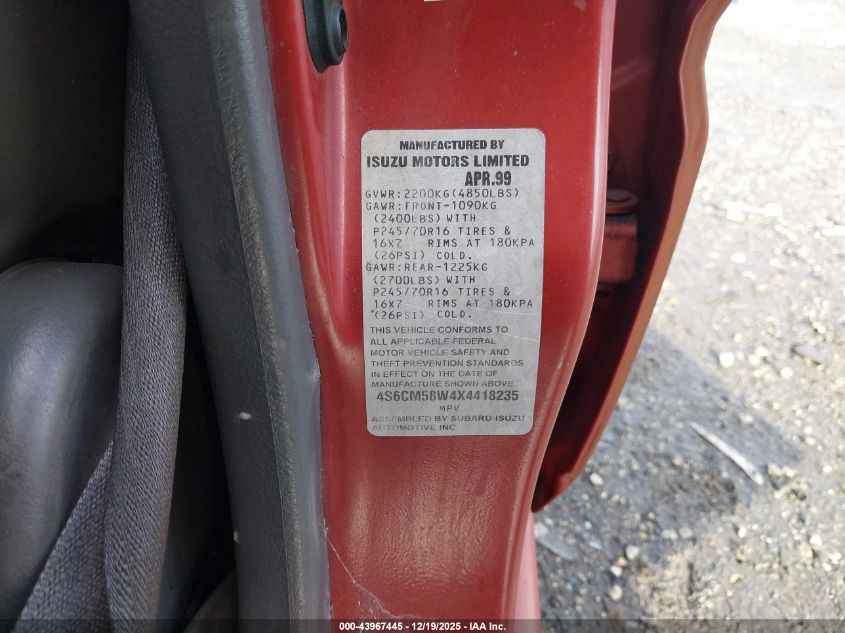 MANUFACTURED BY
ISUZU MOTORS LIMITED
APR.99
GVWR:2200KG(4850LBS)
GAWR:FRONT-1090KG
(2400LBS) WITH
P245/70R16 TIRES &
16X7 RIMS AT 180KPA
(26PSI) COLD.
GAWR:REAR-1225KG
(2700LBS) WITH
P245/70R16 TIRES &
16X7 RIMS AT 180KPA
(26PSI) COLD.
THIS VEHICLE CONFORMS TO
ALL APPLICABLE FEDERAL
MOTOR VEHICLE SAFETY AND
THEFT PREVENTION STANDARDS
IN EFFECT ON THE DATE OF
MANUFACTURE SHOWN ABOVE.
4S6CM58W4X4418235
MPV
ASSEMBLED BY SUBARU-ISUZU
AUTOMOTIVE INC.
000-43967445 - 12/19/2025 - IAA Inc.